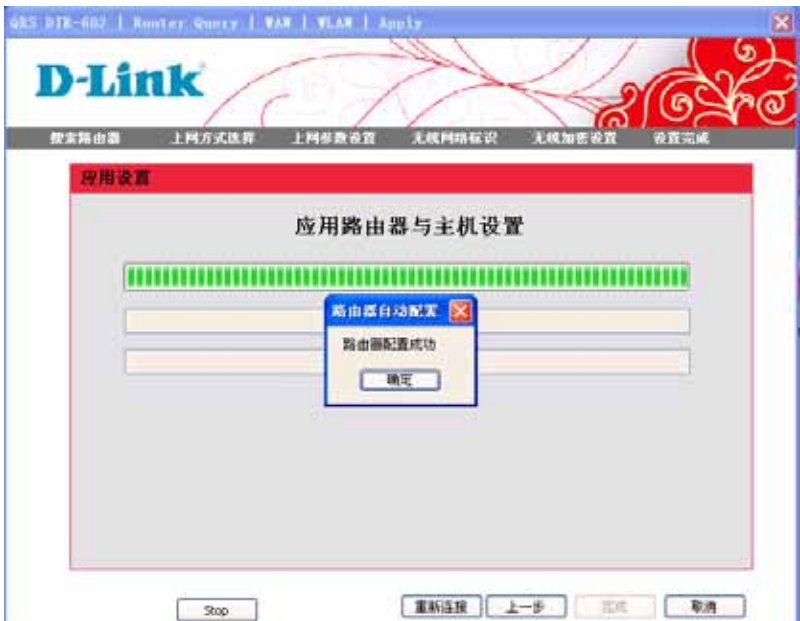 QRS DIR-602 | Router Query | WAN | WLAN | Apply
D-Link
搜索路由器 上网方式选择 上网参数设置 无线网络标识 无线加密设置 设置完成
应用设置
应用路由器与主机设置
路由器自动配置
路由器配置成功
确定
Stop 重新连接 上一步 完成 取消